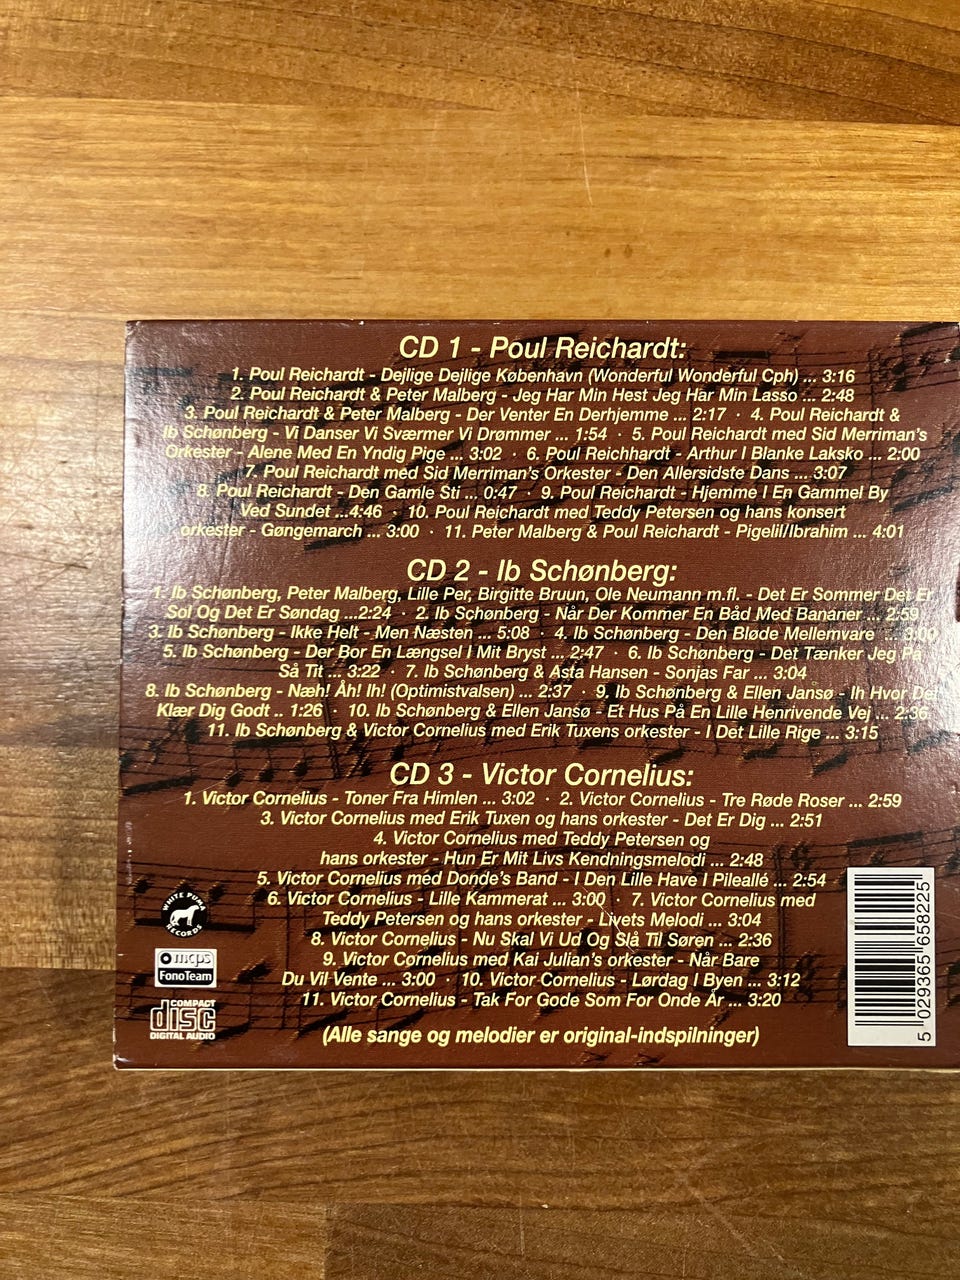 CD 1 - Poul Reichardt:
1. Poul Reichardt - Dejlige Dejlige København (Wonderful Wonderful Cph) ... 3:16
2. Poul Reichardt & Peter Malberg - Jeg Har Min Hest Jeg Har Min Lasso ... 2:48
3. Poul Reichardt & Peter Malberg - Der Venter En Derhjemme ... 2:17 · 4. Poul Reichardt &
Ib Schønberg - Vi Danser Vi Sværmer Vi Drømmer ... 1:54 · 5. Poul Reichardt med Sid Merriman's
Orkester - Alene Med En Yndig Pige ... 3:02 · 6. Poul Reichhardt - Arthur I Blanke Laksko ... 2:00
7. Poul Reichardt med Sid Merriman's Orkester - Den Allersidste Dans ... 3:07
8. Poul Reichardt - Den Gamle Sti ... 0:47 · 9. Poul Reichardt - Hjemme I En Gammel By
Ved Sundet ...4:46 · 10. Poul Reichardt med Teddy Petersen og hans konsert
orkester - Gøngemarch ... 3:00 · 11. Peter Malberg & Poul Reichardt - Pigelil/Ibrahim ... 4:01
CD 2 - Ib Schønberg:
1. Ib Schønberg, Peter Malberg, Lille Per, Birgitte Bruun, Ole Neumann m.fl. - Det Er Sommer Det Er
Sol Og Det Er Søndag ...2:24 · 2. Ib Schønberg - Når Der Kommer En Båd Med Bananer ... 2:59
3. Ib Schønberg - Ikke Helt - Men Næsten ... 5:08 · 4. Ib Schønberg - Den Bløde Mellemvare ... 3:00
5. Ib Schønberg - Der Bor En Længsel I Mit Bryst ... 2:47 · 6. Ib Schønberg - Det Tænker Jeg På
Så Tit ... 3:22 · 7. Ib Schønberg & Asta Hansen - Sonjas Far ... 3:04
8. Ib Schønberg - Næh! Åh! Ih! (Optimistvalsen) ... 2:37 · 9. Ib Schønberg & Ellen Jansø - Ih Hvor Det
Klær Dig Godt .. 1:26 10. Ib Schønberg & Ellen Jansø - Et Hus På En Lille Henrivende Vej ... 2:36
11. Ib Schønberg & Victor Cornelius med Erik Tuxens orkester - I Det Lille Rige ... 3:15
CD 3 - Victor Cornelius:
1. Victor Cornelius - Toner Fra Himlen ... 3:02 · 2. Victor Cornelius - Tre Røde Roser ... 2:59
3. Victor Cornelius med Erik Tuxen og hans orkester - Det Er Dig ... 2:51
4. Victor Cornelius med Teddy Petersen og
hans orkester - Hun Er Mit Livs Kendningsmelodi ... 2:48
5. Victor Cornelius med Donde's Band - I Den Lille Have I Pileallé ... 2:54
6. Victor Cornelius - Lille Kammerat ... 3:00 · 7. Victor Cornelius med
Teddy Petersen og hans orkester - Livets Melodi ... 3:04
8. Victor Cornelius - Nu Skal Vi Ud Og Slå Til Søren ... 2:36
9. Victor Cornelius med Kai Julian's orkester - Når Bare
Du Vil Vente ... 3:00 · 10. Victor Cornelius - Lørdag I Byen ... 3:12
11. Victor Cornelius - Tak For Gode Som For Onde År ... 3:20
(Alle sange og melodier er original-indspilninger)
WHITE PUMA RECORDS
mcps
FonoTeam
COMPACT
disc
DIGITAL AUDIO
5 029365 658225